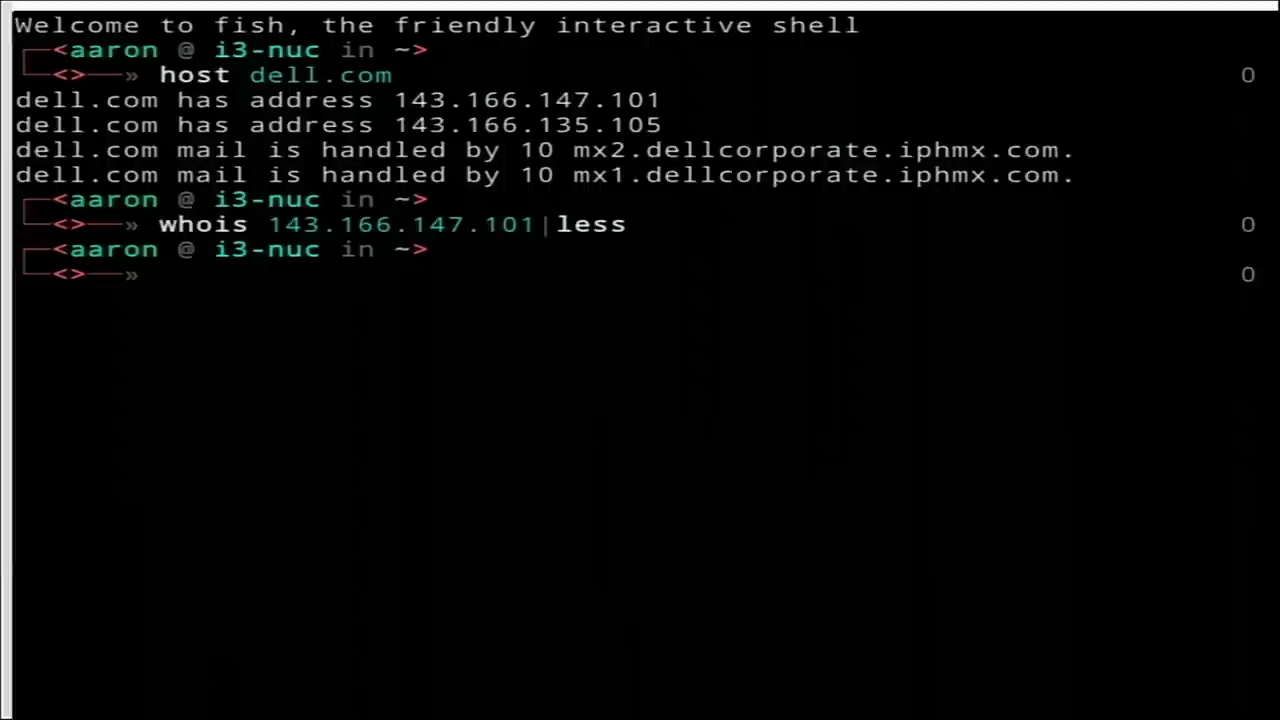 Welcome to fish, the friendly interactive shell
┌─<aaron @ i3-nuc in ~>
└─<>──» host dell.com 0
dell.com has address 143.166.147.101
dell.com has address 143.166.135.105
dell.com mail is handled by 10 mx2.dellcorporate.iphmx.com.
dell.com mail is handled by 10 mx1.dellcorporate.iphmx.com.
┌─<aaron @ i3-nuc in ~>
└─<>──» whois 143.166.147.101|less 0
┌─<aaron @ i3-nuc in ~>
└─<>──» 0